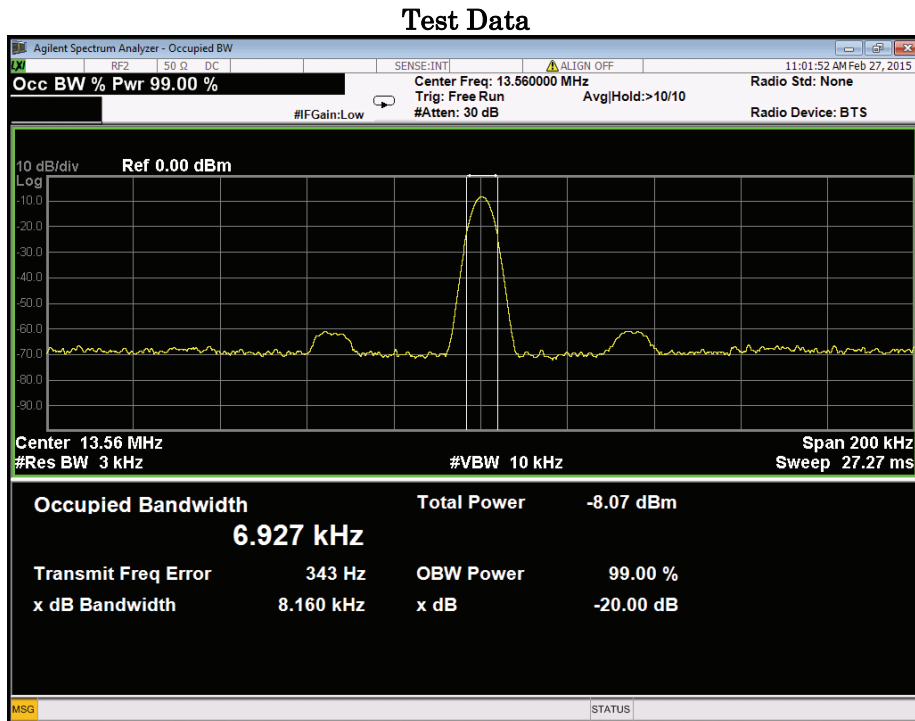 Test Data
Agilent Spectrum Analyzer - Occupied BW
LXI RF2 50 Ω DC SENSE:INT ALIGN OFF 11:01:52 AM Feb 27, 2015
Occ BW % Pwr 99.00 % Center Freq: 13.560000 MHz Radio Std: None
Trig: Free Run Avg|Hold:>10/10
#IFGain:Low #Atten: 30 dB Radio Device: BTS
10 dB/div Ref 0.00 dBm
Log
-10.0
-20.0
-30.0
-40.0
-50.0
-60.0
-70.0
-80.0
-90.0
Center 13.56 MHz Span 200 kHz
#Res BW 3 kHz #VBW 10 kHz Sweep 27.27 ms
Occupied Bandwidth Total Power -8.07 dBm
6.927 kHz
Transmit Freq Error 343 Hz OBW Power 99.00 %
x dB Bandwidth 8.160 kHz x dB -20.00 dB
MSG STATUS